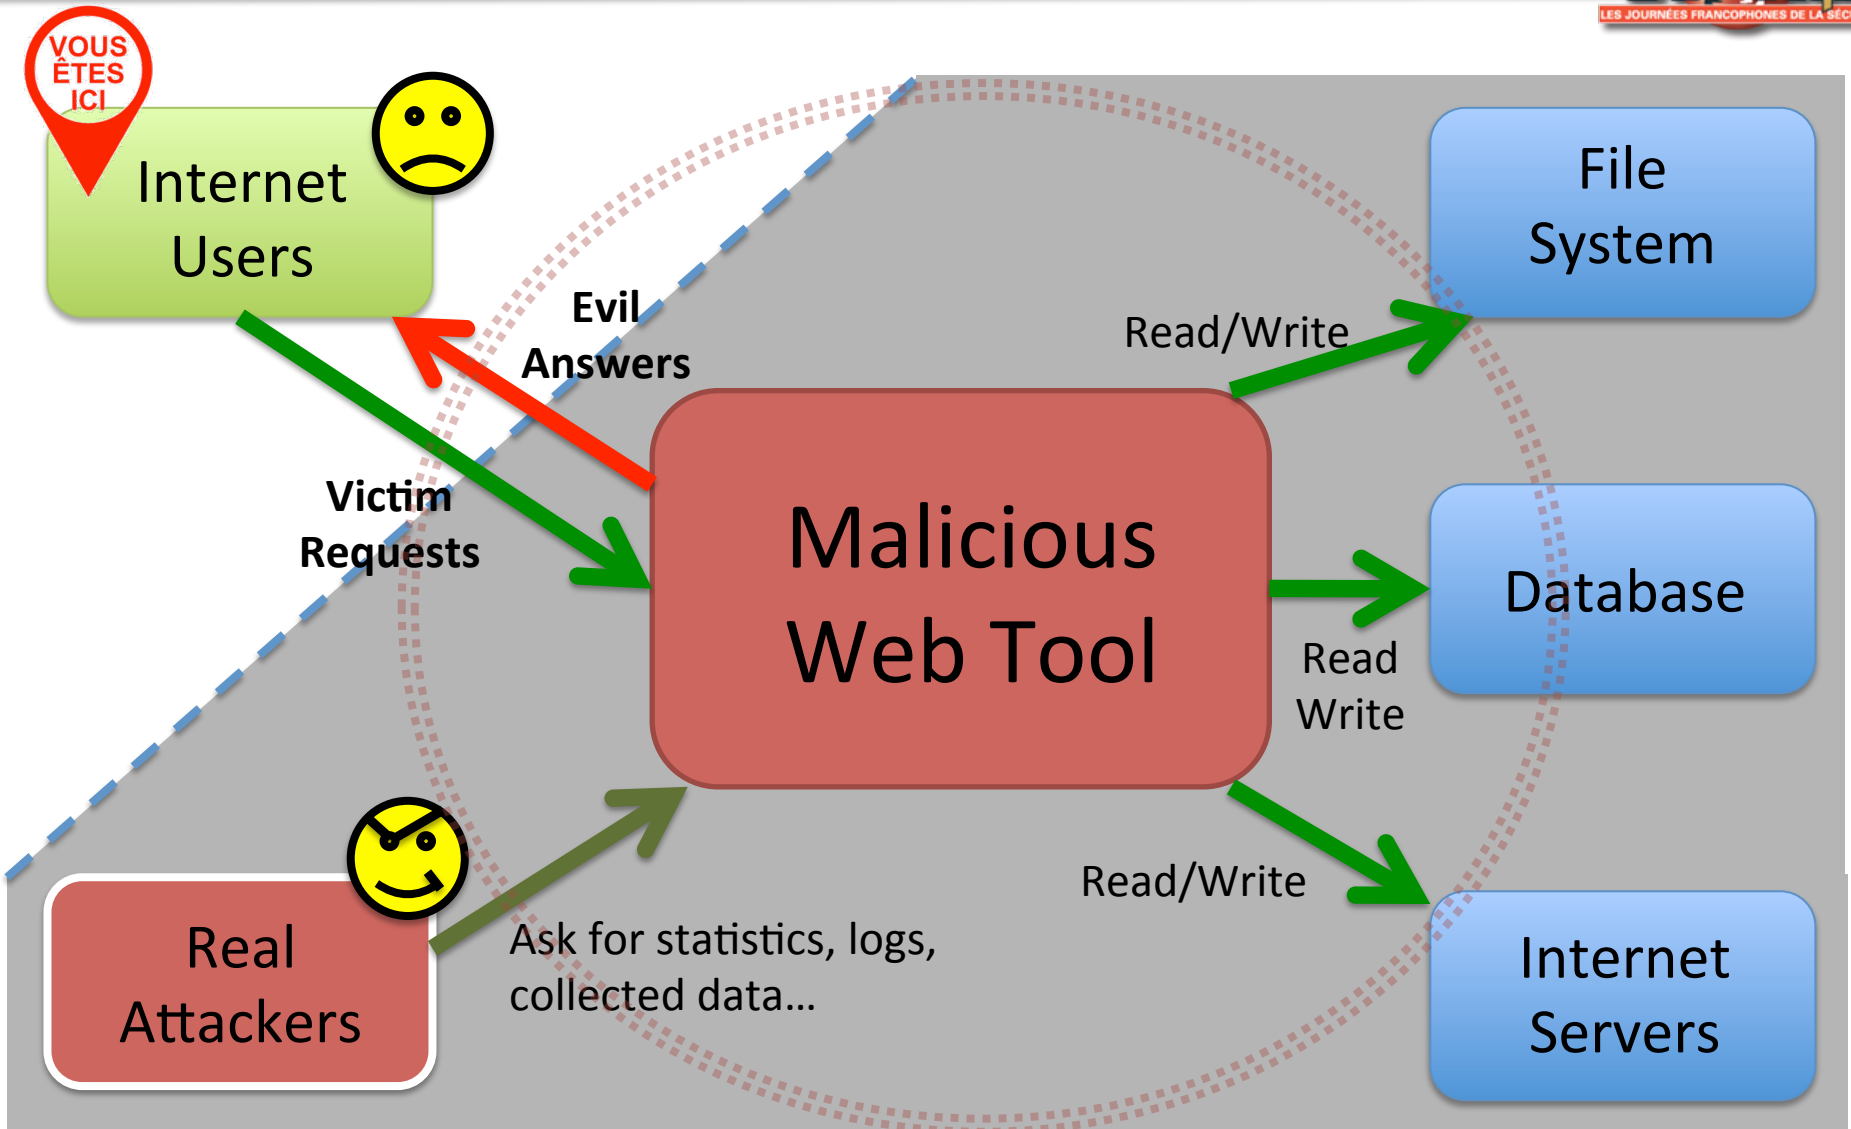 LES JOURNÉES FRANCOPHONES DE LA SÉCU
VOUS
ÊTES
ICI
Internet
Users
File
System
Evil
Answers
Read/Write
Victim
Requests
Malicious
Web Tool
Database
Read
Write
Read/Write
Real
Attackers
Ask for statistics, logs,
collected data...
Internet
Servers